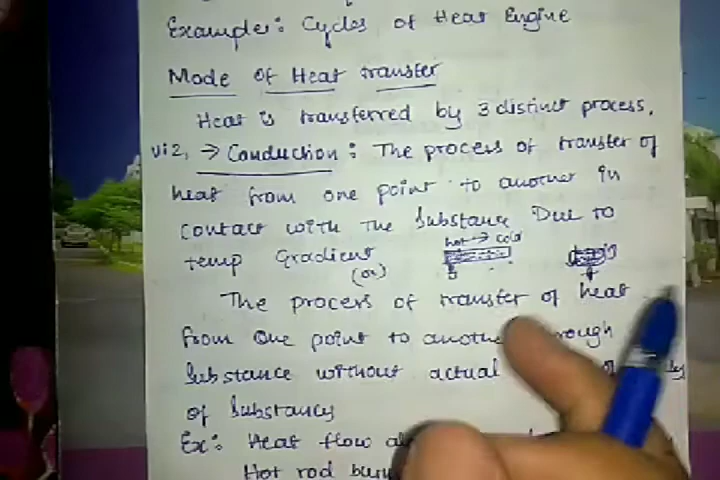 Example: Cycles of Heat Engine
Mode of Heat transfer
Heat is transferred by 3 distinct process.
viz, → Conduction: The process of transfer of
heat from one point to another in
contact with the Substance Due to
hot → cold
temp Gradient
(or)
The process of transfer of heat
from one point to another through
Substance without actual
of Substances
Ex: Heat flow
Hot rod